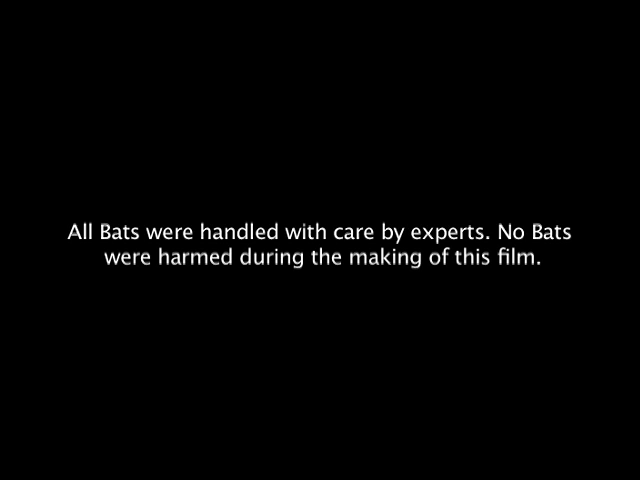 All Bats were handled with care by experts. No Bats
were harmed during the making of this film.